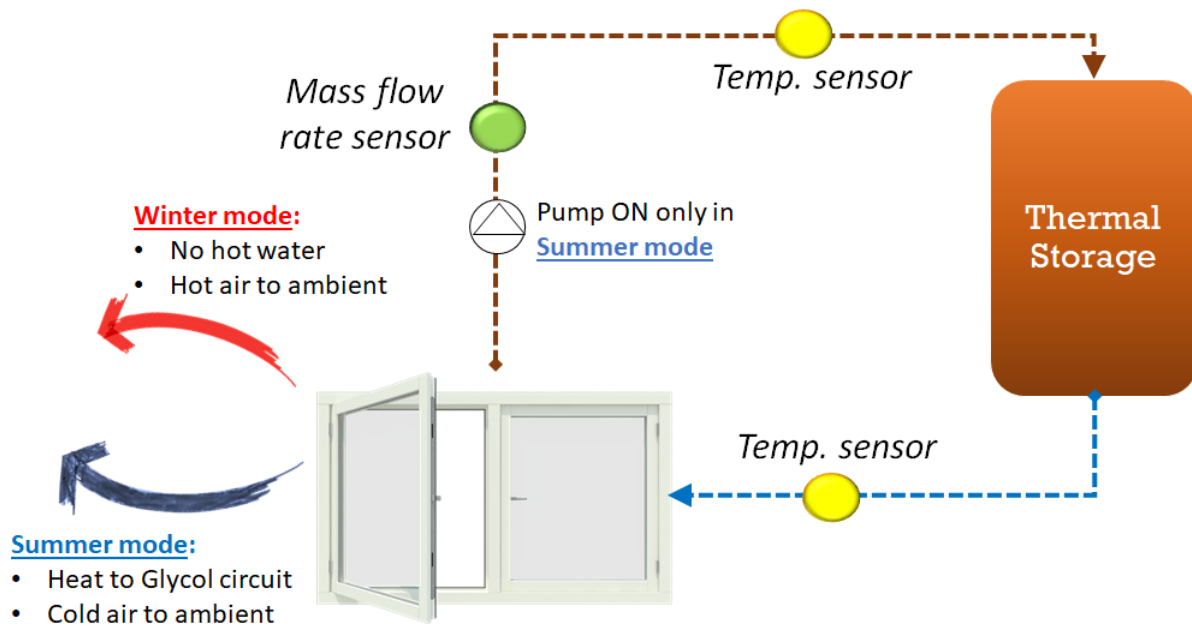 Temp. sensor
Mass flow
rate sensor
Winter mode:
• No hot water
• Hot air to ambient
Pump ON only in
Summer mode
Thermal
Storage
Temp. sensor
Summer mode:
• Heat to Glycol circuit
• Cold air to ambient